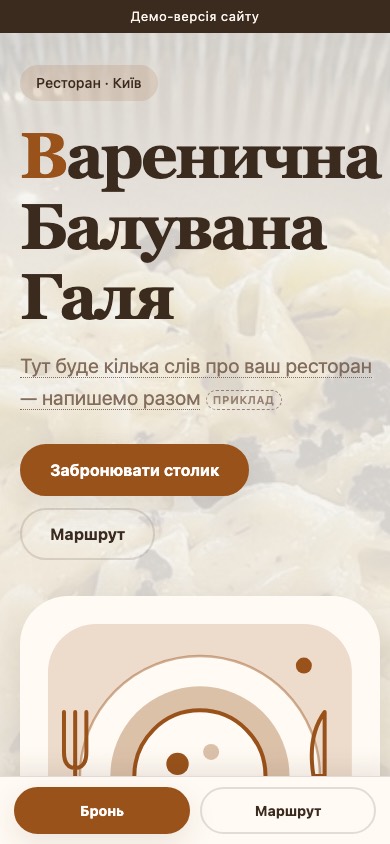 Демо-версія сайту
Ресторан · Київ
Варенична
Балувана
Галя
Тут буде кілька слів про ваш ресторан
— напишемо разом ПРИКЛАД
Забронювати столик
Маршрут
Бронь Маршрут